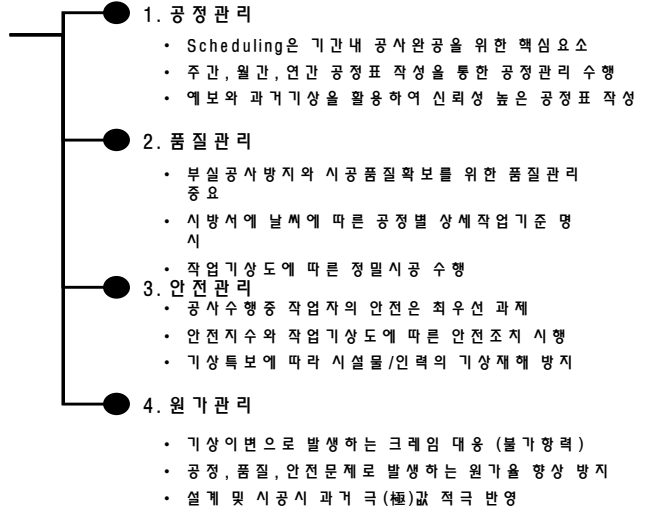 1. 공정관리
• Scheduling은 기간내 공사완공을 위한 핵심요소
• 주간,월간,연간 공정표 작성을 통한 공정관리 수행
• 예보와 과거기상을 활용하여 신뢰성 높은 공정표 작성
2. 품질관리
• 부실공사방지와 시공품질확보를 위한 품질관리
중요
• 시방서에 날씨에 따른 공정별 상세작업기준 명
시
• 작업기상도에 따른 정밀시공 수행
3. 안전관리
• 공사수행중 작업자의 안전은 최우선 과제
• 안전지수와 작업기상도에 따른 안전조치 시행
• 기상특보에 따라 시설물/인력의 기상재해 방지
4. 원가관리
• 기상이변으로 발생하는 크레임 대응 (불가항력)
• 공정,품질,안전문제로 발생하는 원가율 향상 방지
• 설계 및 시공시 과거 극(極)값 적극 반영